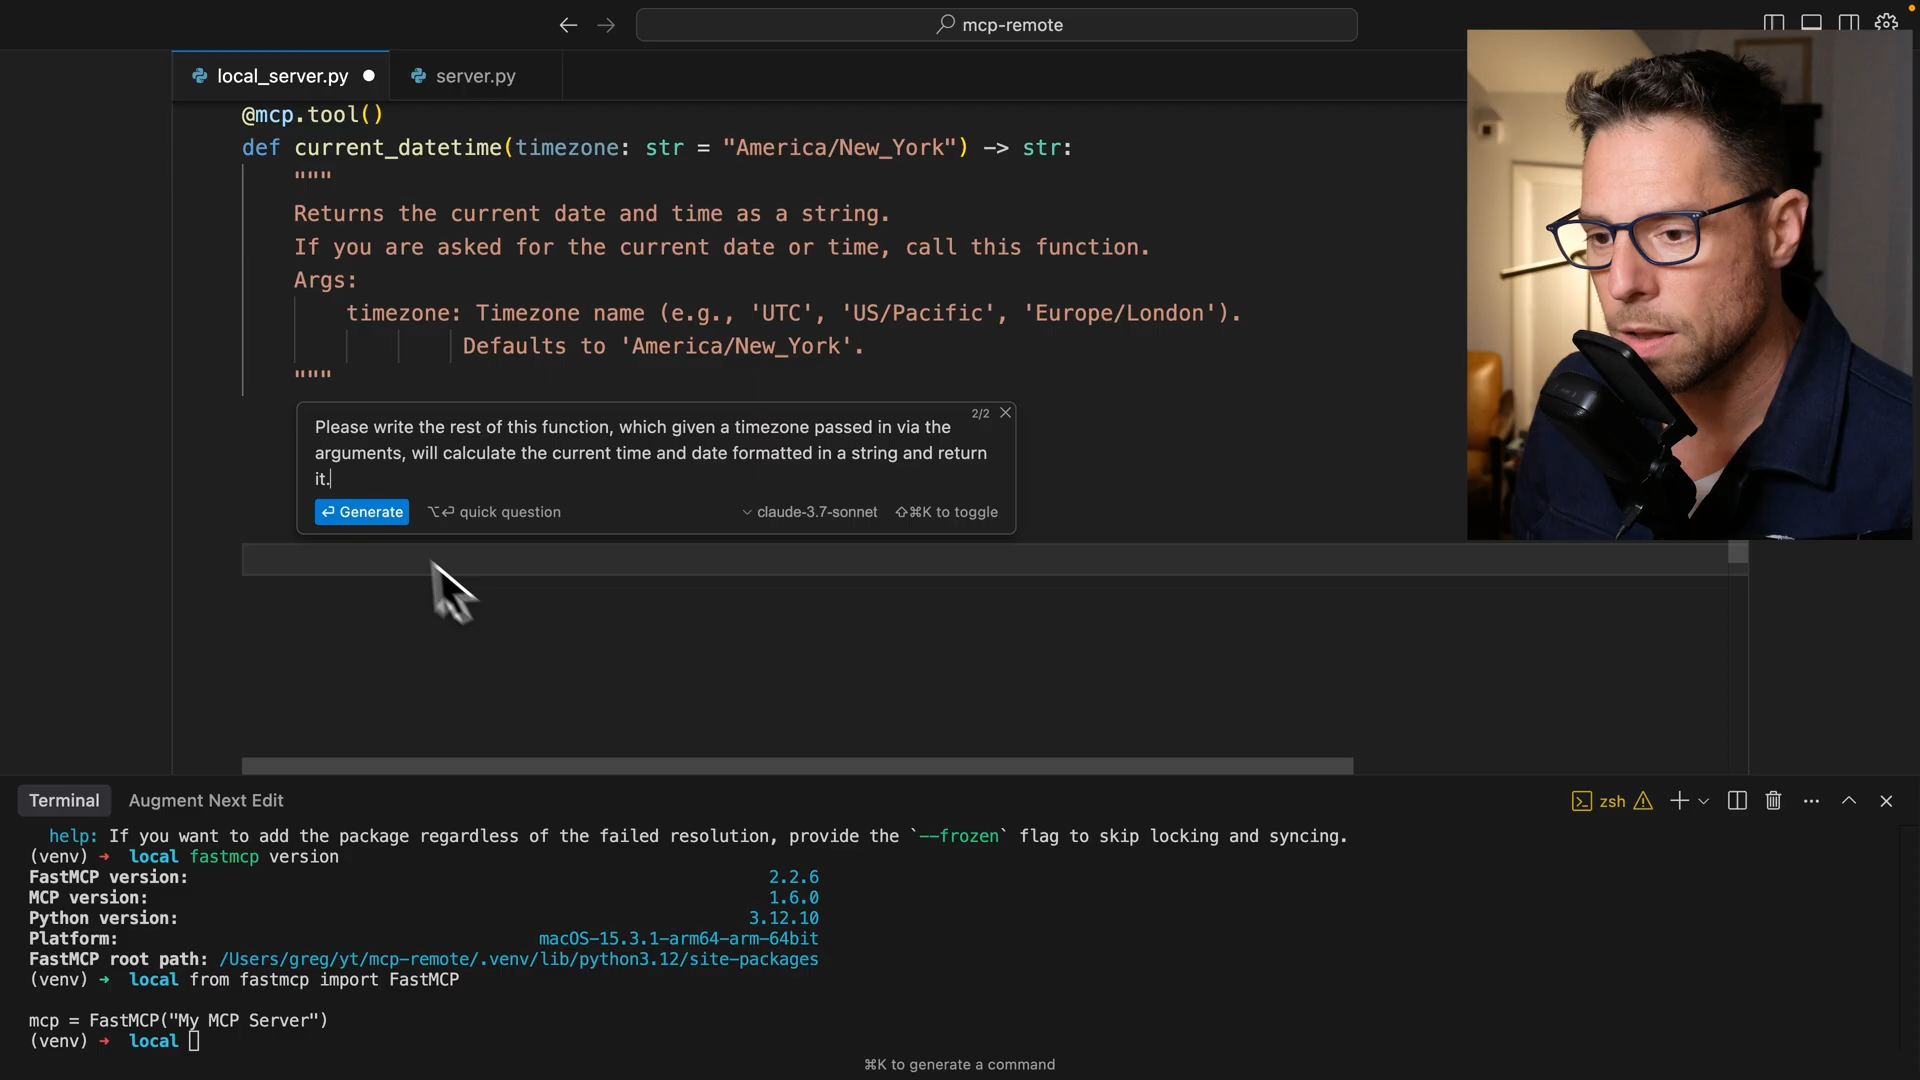 mcp-remote
local_server.py
server.py
@mcp.tool()
def current_datetime(timezone: str = "America/New_York") -> str:
"""
Returns the current date and time as a string.
If you are asked for the current date or time, call this function.
Args:
timezone: Timezone name (e.g., 'UTC', 'US/Pacific', 'Europe/London').
Defaults to 'America/New_York'.
"""
2/2
Please write the rest of this function, which given a timezone passed in via the
arguments, will calculate the current time and date formatted in a string and return
it.
↵ Generate
⌥↵ quick question
claude-3.7-sonnet
⇧⌘K to toggle
Terminal
Augment Next Edit
zsh
help: If you want to add the package regardless of the failed resolution, provide the `--frozen` flag to skip locking and syncing.
(venv) → local fastmcp version
FastMCP version: 2.2.6
MCP version: 1.6.0
Python version: 3.12.10
Platform: macOS-15.3.1-arm64-arm-64bit
FastMCP root path: /Users/greg/yt/mcp-remote/.venv/lib/python3.12/site-packages
(venv) → local from fastmcp import FastMCP
mcp = FastMCP("My MCP Server")
(venv) → local
⌘K to generate a command